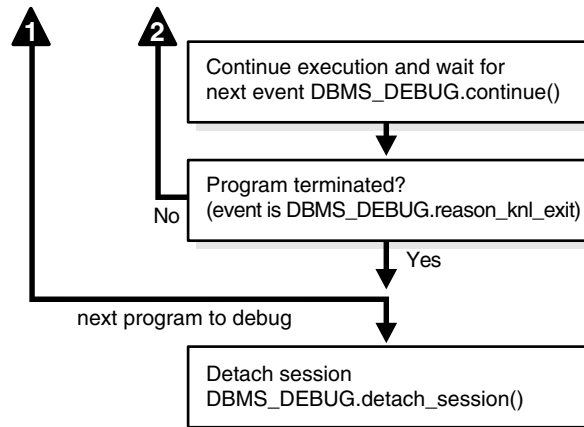 1
2
Continue execution and wait for
next event DBMS_DEBUG.continue()
Program terminated?
(event is DBMS_DEBUG.reason_knl_exit)
No
Yes
next program to debug
Detach session
DBMS_DEBUG.detach_session()